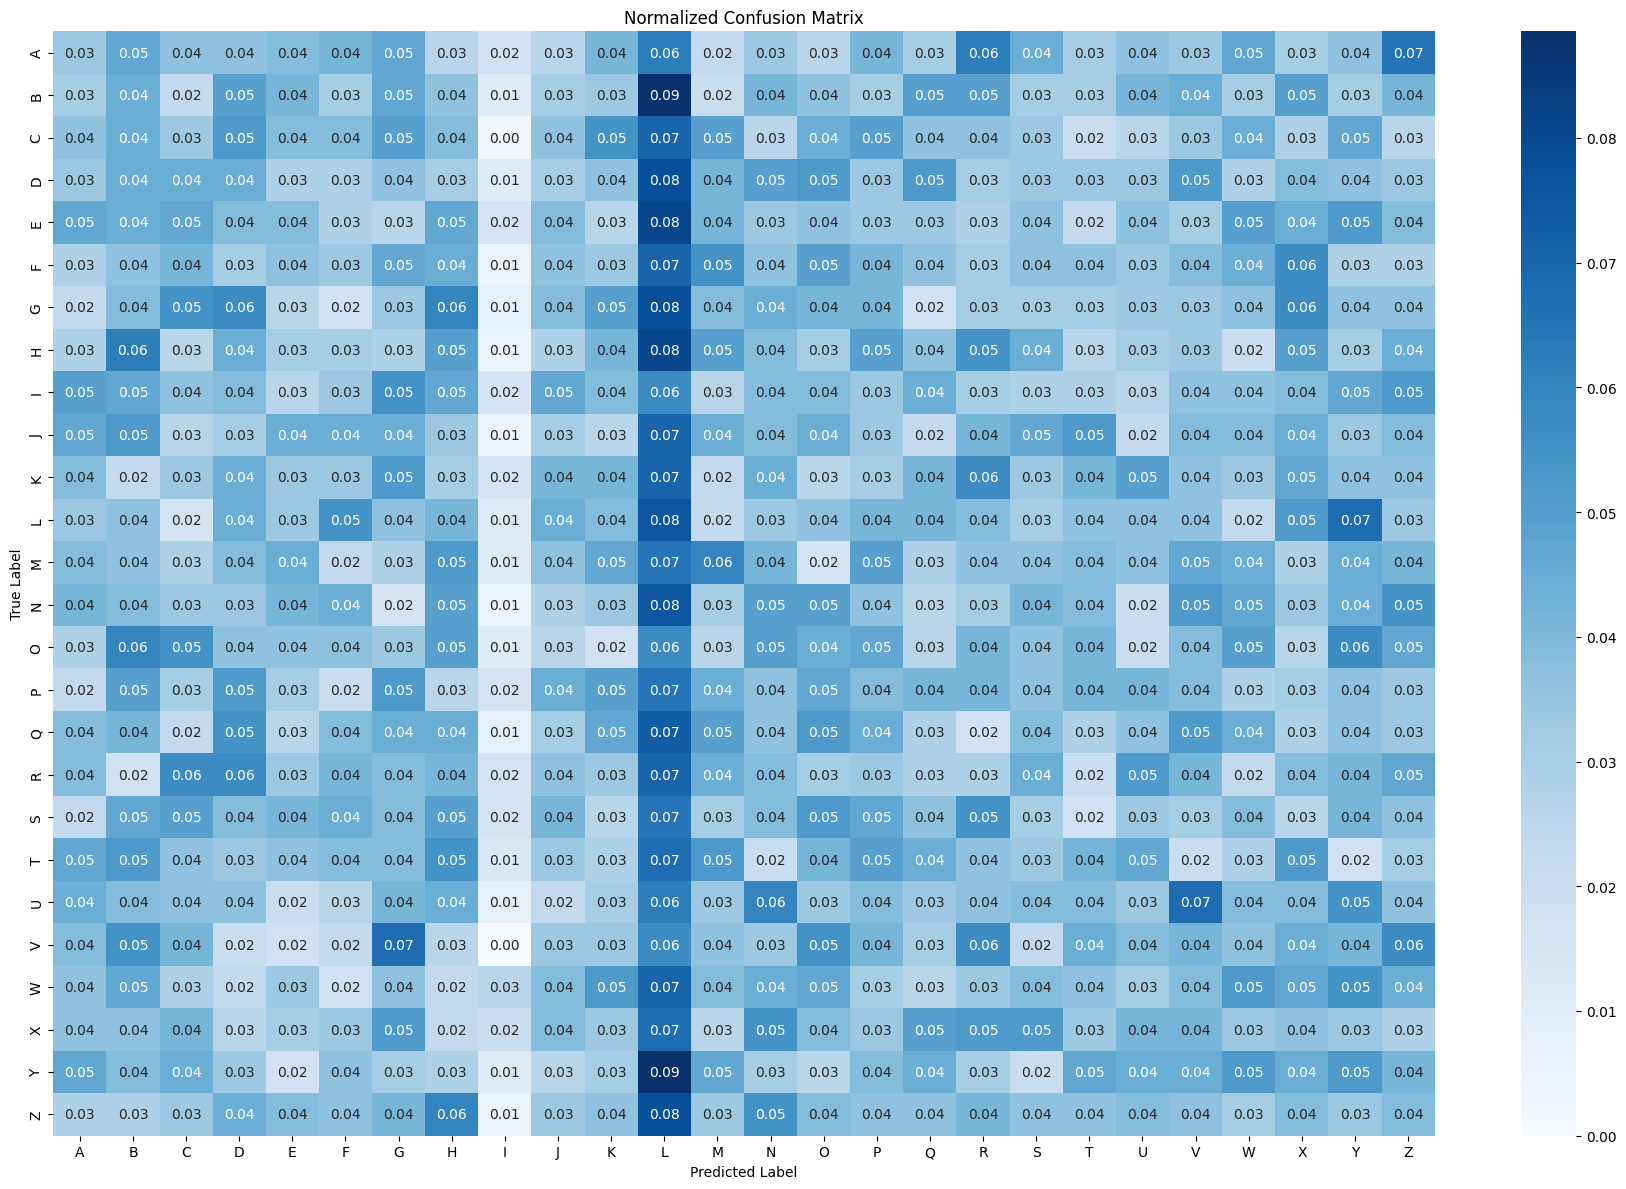 Normalized Confusion Matrix
A 0.03 0.05 0.04 0.04 0.04 0.04 0.05 0.03 0.02 0.03 0.04 0.06 0.02 0.03 0.03 0.04 0.03 0.06 0.04 0.03 0.04 0.03 0.05 0.03 0.04 0.07
B 0.03 0.04 0.02 0.05 0.04 0.03 0.05 0.04 0.01 0.03 0.03 0.09 0.02 0.04 0.04 0.03 0.05 0.05 0.03 0.03 0.04 0.04 0.03 0.05 0.03 0.04
C 0.04 0.04 0.03 0.05 0.04 0.04 0.05 0.04 0.00 0.04 0.05 0.07 0.05 0.03 0.04 0.05 0.04 0.04 0.03 0.02 0.03 0.03 0.04 0.03 0.05 0.03
D 0.03 0.04 0.04 0.04 0.03 0.03 0.04 0.03 0.01 0.03 0.04 0.08 0.04 0.05 0.05 0.03 0.05 0.03 0.03 0.03 0.03 0.05 0.03 0.04 0.04 0.03
E 0.05 0.04 0.05 0.04 0.04 0.03 0.03 0.05 0.02 0.04 0.03 0.08 0.04 0.03 0.04 0.03 0.03 0.03 0.04 0.02 0.04 0.03 0.05 0.04 0.05 0.04
F 0.03 0.04 0.04 0.03 0.04 0.03 0.05 0.04 0.01 0.04 0.03 0.07 0.05 0.04 0.05 0.04 0.04 0.03 0.04 0.04 0.03 0.04 0.04 0.06 0.03 0.03
G 0.02 0.04 0.05 0.06 0.03 0.02 0.03 0.06 0.01 0.04 0.05 0.08 0.04 0.04 0.04 0.04 0.02 0.03 0.03 0.03 0.03 0.03 0.04 0.06 0.04 0.04
H 0.03 0.06 0.03 0.04 0.03 0.03 0.03 0.05 0.01 0.03 0.04 0.08 0.05 0.04 0.03 0.05 0.04 0.05 0.04 0.03 0.03 0.03 0.02 0.05 0.03 0.04
I 0.05 0.05 0.04 0.04 0.03 0.03 0.05 0.05 0.02 0.05 0.04 0.06 0.03 0.04 0.04 0.03 0.04 0.03 0.03 0.03 0.03 0.04 0.04 0.04 0.05 0.05
J 0.05 0.05 0.03 0.03 0.04 0.04 0.04 0.03 0.01 0.03 0.03 0.07 0.04 0.04 0.04 0.03 0.02 0.04 0.05 0.05 0.02 0.04 0.04 0.04 0.03 0.04
K 0.04 0.02 0.03 0.04 0.03 0.03 0.05 0.03 0.02 0.04 0.04 0.07 0.02 0.04 0.03 0.03 0.04 0.06 0.03 0.04 0.05 0.04 0.03 0.05 0.04 0.04
L 0.03 0.04 0.02 0.04 0.03 0.05 0.04 0.04 0.01 0.04 0.04 0.08 0.02 0.03 0.04 0.04 0.04 0.04 0.03 0.04 0.04 0.04 0.02 0.05 0.07 0.03
M 0.04 0.04 0.03 0.04 0.04 0.02 0.03 0.05 0.01 0.04 0.05 0.07 0.06 0.04 0.02 0.05 0.03 0.04 0.04 0.04 0.04 0.05 0.04 0.03 0.04 0.04
N 0.04 0.04 0.03 0.03 0.04 0.04 0.02 0.05 0.01 0.03 0.03 0.08 0.03 0.05 0.05 0.04 0.03 0.03 0.04 0.04 0.02 0.05 0.05 0.03 0.04 0.05
O 0.03 0.06 0.05 0.04 0.04 0.04 0.03 0.05 0.01 0.03 0.02 0.06 0.03 0.05 0.04 0.05 0.03 0.04 0.04 0.04 0.02 0.04 0.05 0.03 0.06 0.05
P 0.02 0.05 0.03 0.05 0.03 0.02 0.05 0.03 0.02 0.04 0.05 0.07 0.04 0.04 0.05 0.04 0.04 0.04 0.04 0.04 0.04 0.04 0.03 0.03 0.04 0.03
Q 0.04 0.04 0.02 0.05 0.03 0.04 0.04 0.04 0.01 0.03 0.05 0.07 0.05 0.04 0.05 0.04 0.03 0.02 0.04 0.03 0.04 0.05 0.04 0.03 0.04 0.03
R 0.04 0.02 0.06 0.06 0.03 0.04 0.04 0.04 0.02 0.04 0.03 0.07 0.04 0.04 0.03 0.03 0.03 0.03 0.04 0.02 0.05 0.04 0.02 0.04 0.04 0.05
S 0.02 0.05 0.05 0.04 0.04 0.04 0.04 0.05 0.02 0.04 0.03 0.07 0.03 0.04 0.05 0.05 0.04 0.05 0.03 0.02 0.03 0.03 0.04 0.03 0.04 0.04
T 0.05 0.05 0.04 0.03 0.04 0.04 0.04 0.05 0.01 0.03 0.03 0.07 0.05 0.02 0.04 0.05 0.04 0.04 0.03 0.04 0.05 0.02 0.03 0.05 0.02 0.03
U 0.04 0.04 0.04 0.04 0.02 0.03 0.04 0.04 0.01 0.02 0.03 0.06 0.03 0.06 0.03 0.04 0.03 0.04 0.04 0.04 0.03 0.07 0.04 0.04 0.05 0.04
V 0.04 0.05 0.04 0.02 0.02 0.02 0.07 0.03 0.00 0.03 0.03 0.06 0.04 0.03 0.05 0.04 0.03 0.06 0.02 0.04 0.04 0.04 0.04 0.04 0.04 0.06
W 0.04 0.05 0.03 0.02 0.03 0.02 0.04 0.02 0.03 0.04 0.05 0.07 0.04 0.04 0.05 0.03 0.03 0.03 0.04 0.04 0.03 0.04 0.05 0.05 0.05 0.04
X 0.04 0.04 0.04 0.03 0.03 0.03 0.05 0.02 0.02 0.04 0.03 0.07 0.03 0.05 0.04 0.03 0.05 0.05 0.05 0.03 0.04 0.04 0.03 0.04 0.03 0.03
Y 0.05 0.04 0.04 0.03 0.02 0.04 0.03 0.03 0.01 0.03 0.03 0.09 0.05 0.03 0.03 0.04 0.04 0.03 0.02 0.05 0.04 0.04 0.05 0.04 0.05 0.04
Z 0.03 0.03 0.03 0.04 0.04 0.04 0.04 0.06 0.01 0.03 0.04 0.08 0.03 0.05 0.04 0.04 0.04 0.04 0.04 0.04 0.04 0.04 0.03 0.04 0.03 0.04
A B C D E F G H I J K L M N O P Q R S T U V W X Y Z
Predicted Label
True Label
0.08
0.07
0.06
0.05
0.04
0.03
0.02
0.01
0.00